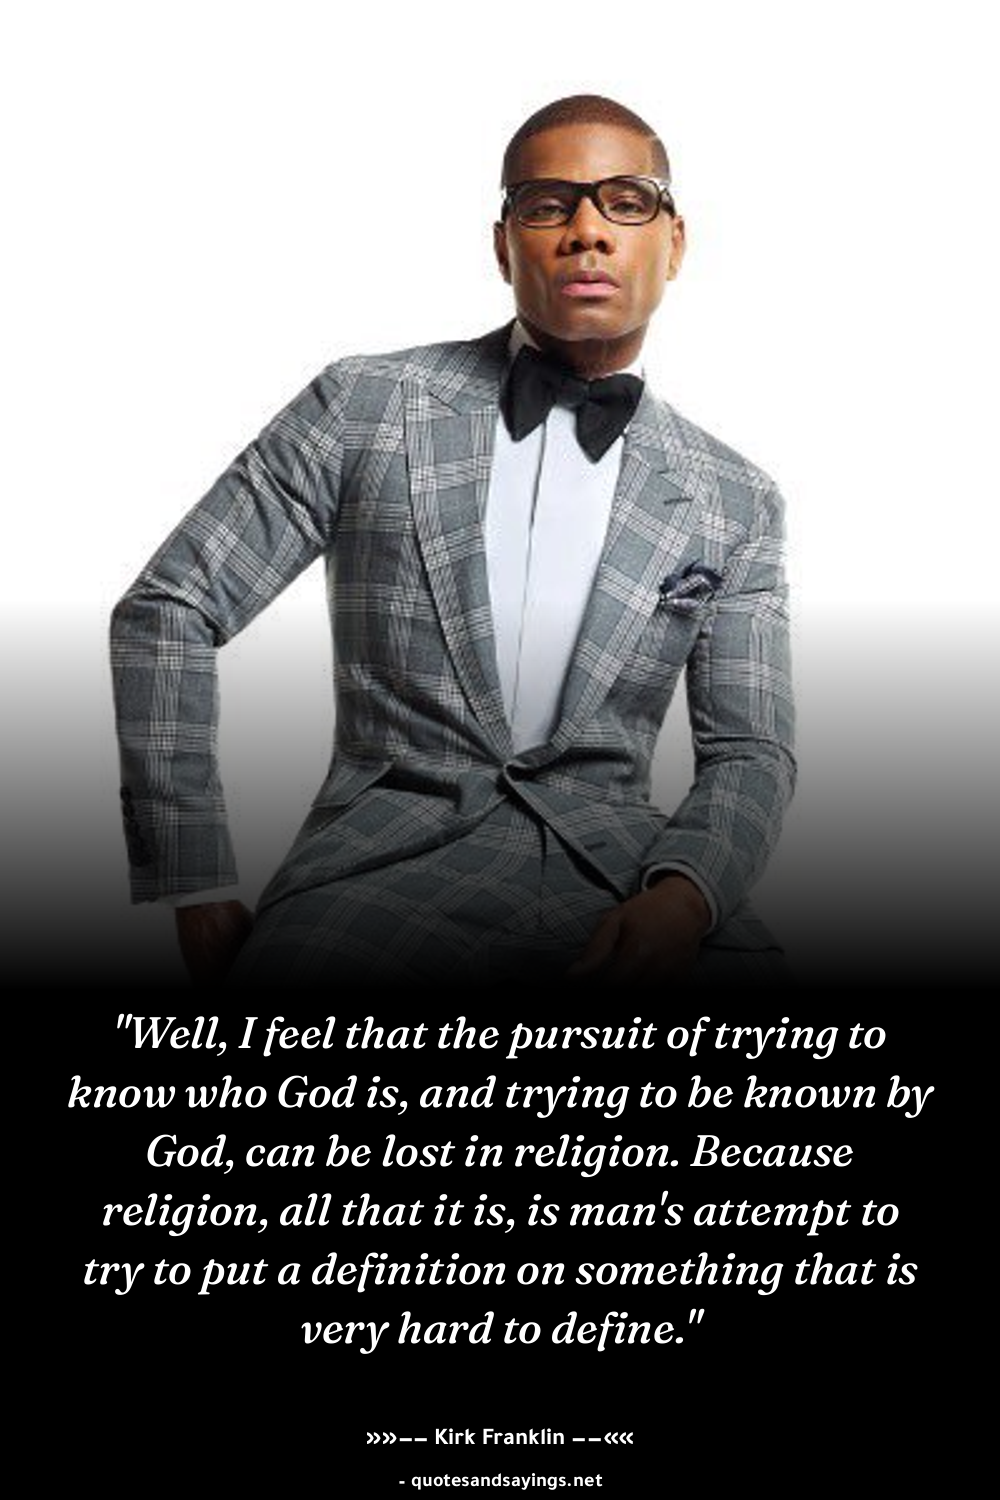 "Well, I feel that the pursuit of trying to
know who God is, and trying to be known by
God, can be lost in religion. Because
religion, all that it is, is man's attempt to
try to put a definition on something that is
very hard to define."
»»−− Kirk Franklin −−««
- quotesandsayings.net